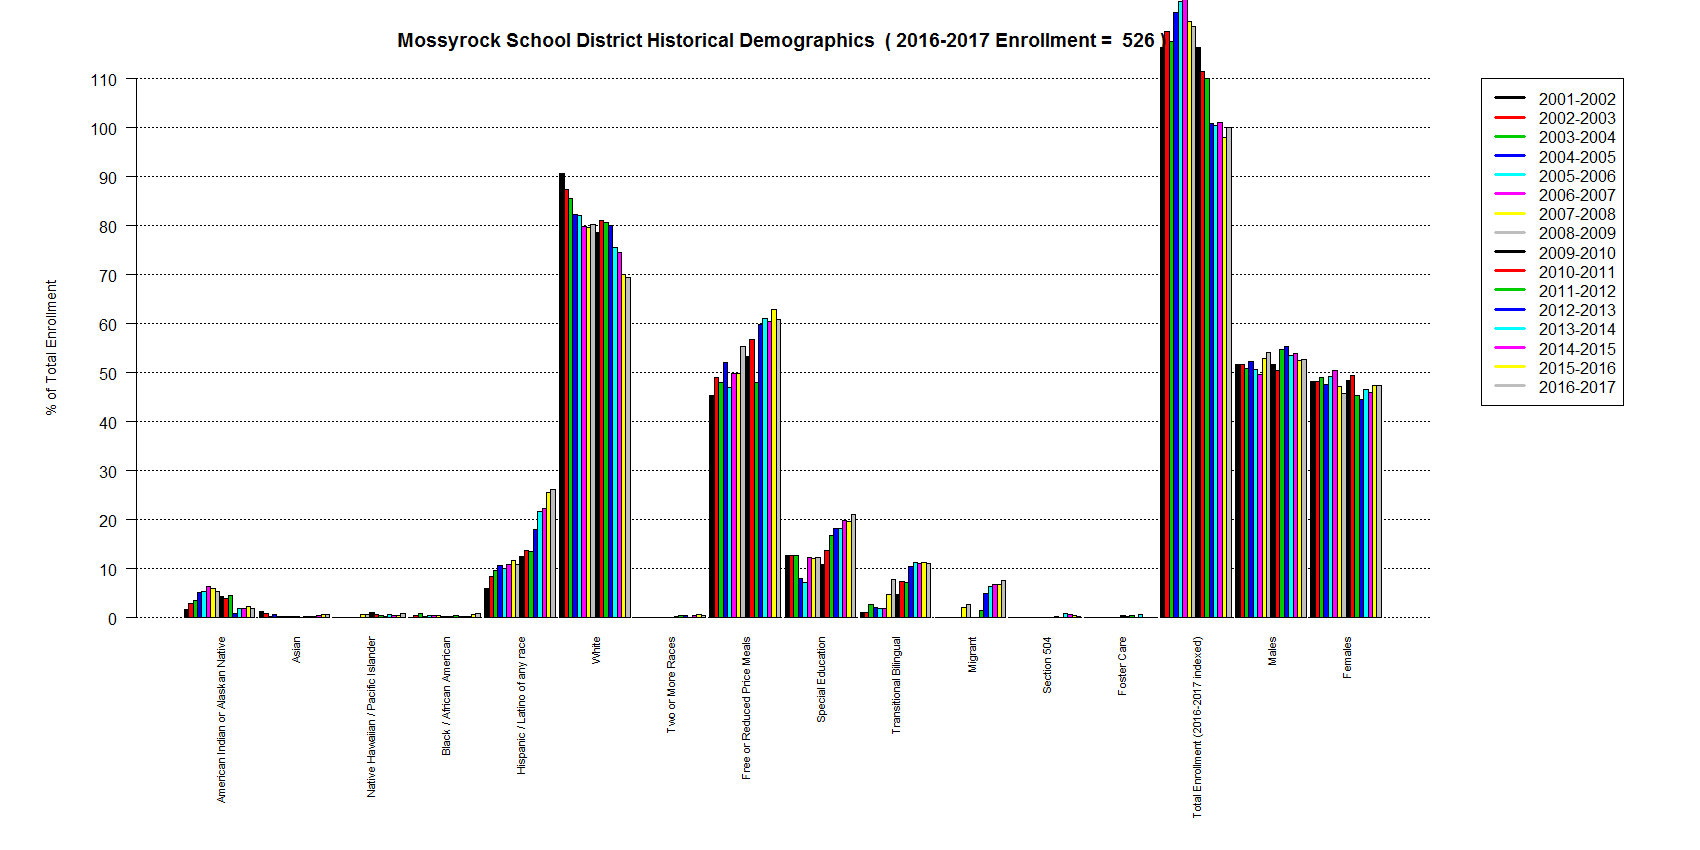 Mossyrock School District Historical Demographics ( 2016-2017 Enrollment = 526 )
% of Total Enrollment
110
100
90
80
70
60
50
40
30
20
10
0
American Indian or Alaskan Native
Asian
Native Hawaiian / Pacific Islander
Black / African American
Hispanic / Latino of any race
White
Two or More Races
Free or Reduced Price Meals
Special Education
Transitional Bilingual
Migrant
Section 504
Foster Care
Total Enrollment (2016-2017 indexed)
Males
Females
2001-2002
2002-2003
2003-2004
2004-2005
2005-2006
2006-2007
2007-2008
2008-2009
2009-2010
2010-2011
2011-2012
2012-2013
2013-2014
2014-2015
2015-2016
2016-2017